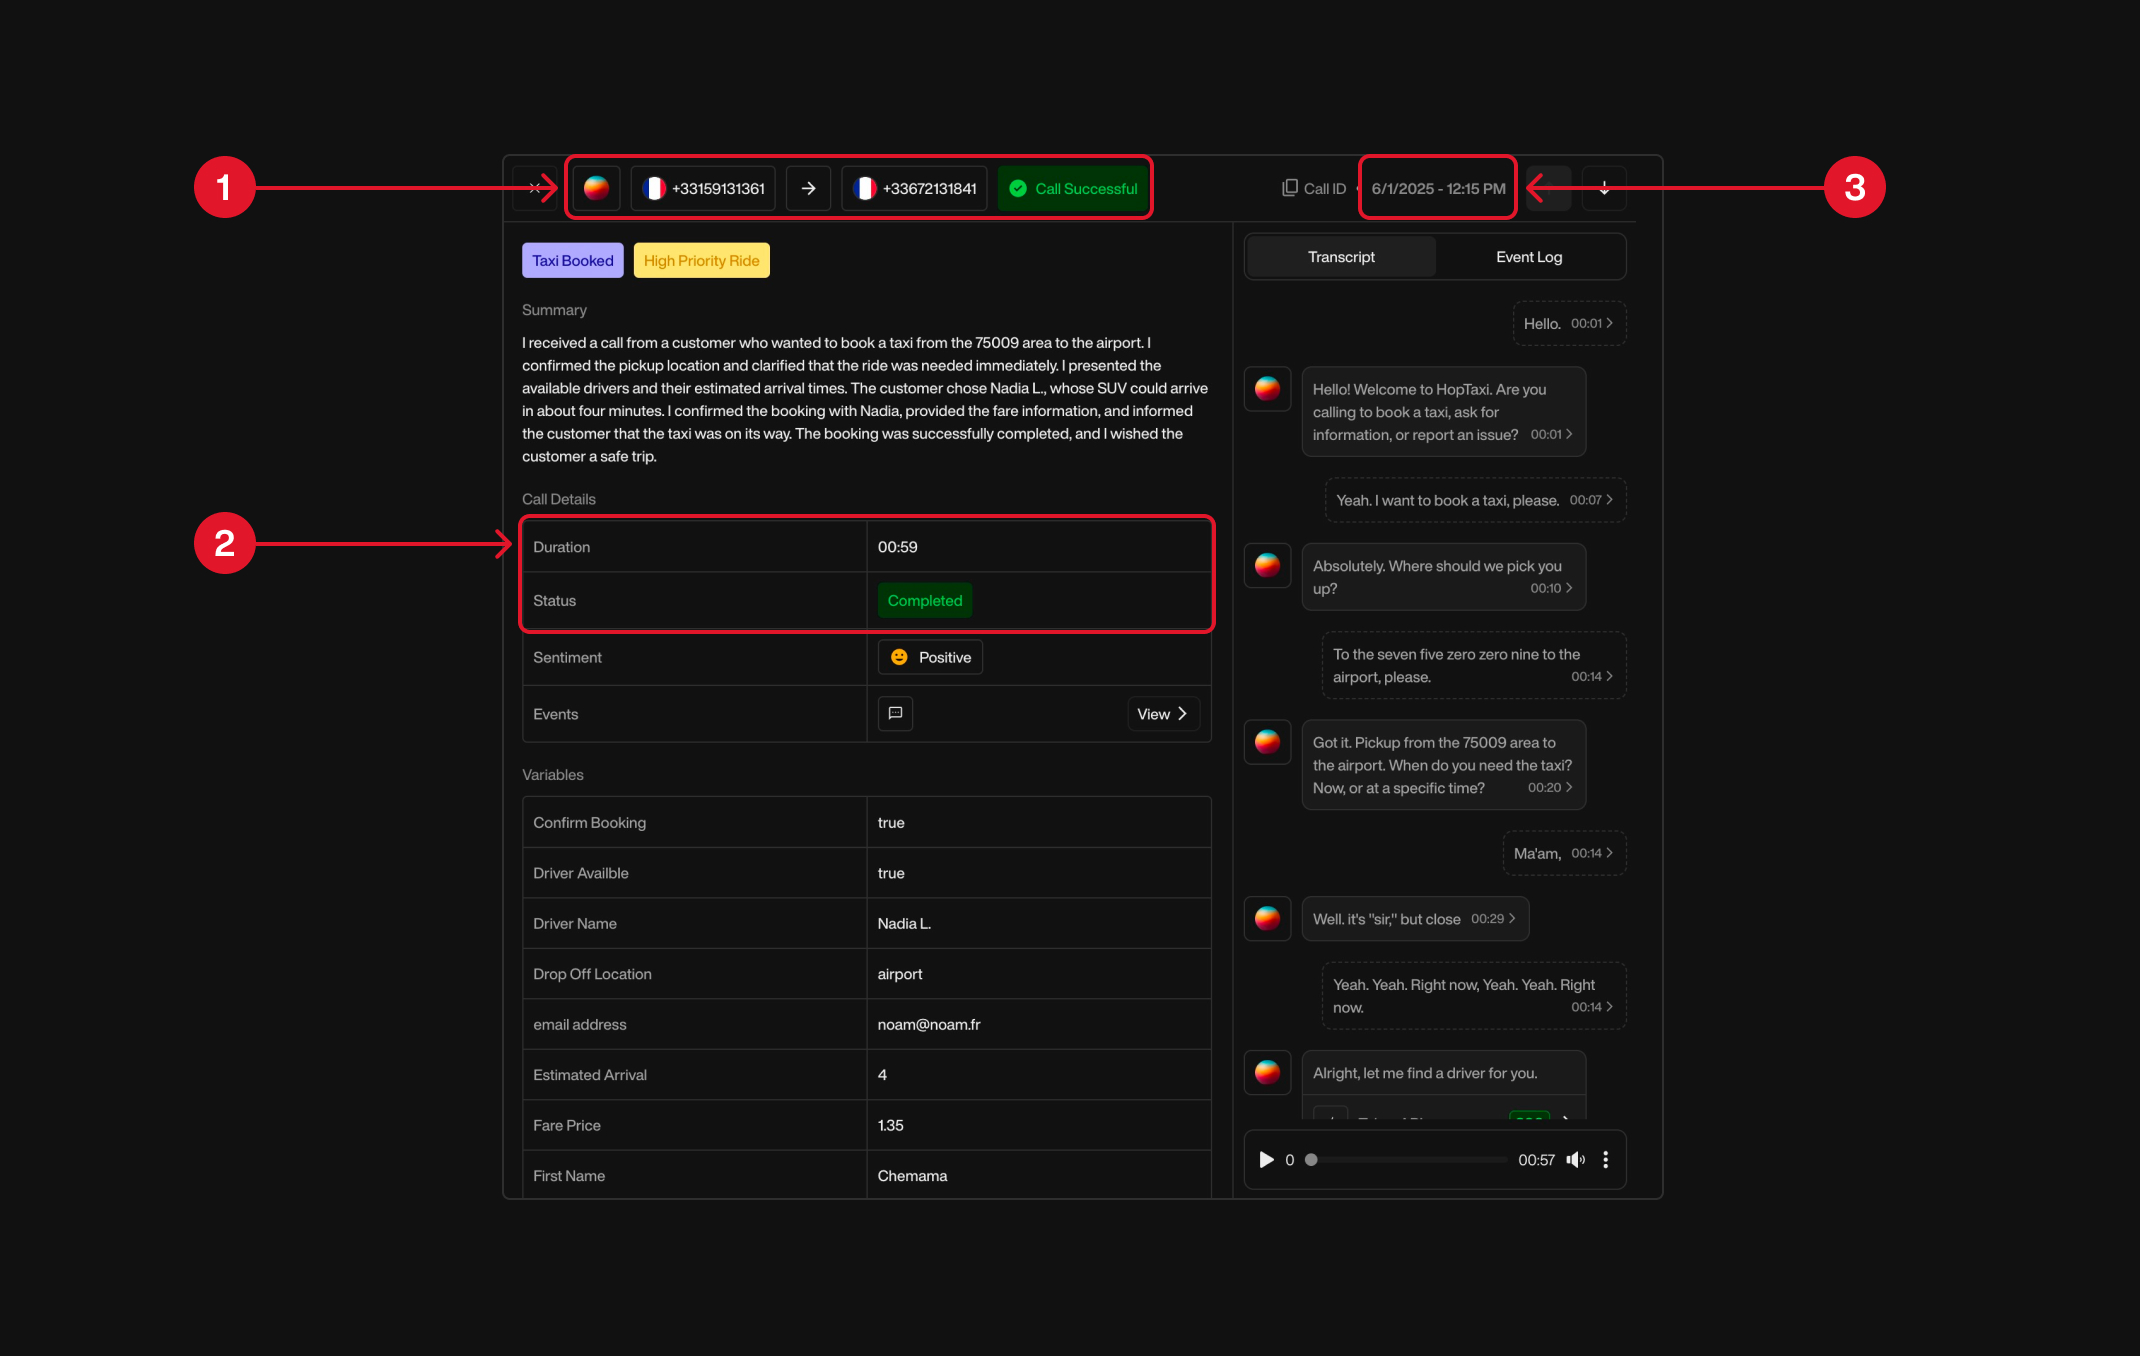 1
+33159131361
+33672131841
Call Successful
Call ID
6/1/2025 - 12:15 PM
3
Taxi Booked
High Priority Ride
Summary
I received a call from a customer who wanted to book a taxi from the 75009 area to the airport. I
confirmed the pickup location and clarified that the ride was needed immediately. I presented the
available drivers and their estimated arrival times. The customer chose Nadia L., whose SUV could arrive
in about four minutes. I confirmed the booking with Nadia, provided the fare information, and informed
the customer that the taxi was on its way. The booking was successfully completed, and I wished the
customer a safe trip.
Call Details
2
Duration
00:59
Status
Completed
Sentiment
Positive
Events
View
Variables
Confirm Booking
true
Driver Availble
true
Driver Name
Nadia L.
Drop Off Location
airport
email address
noam@noam.fr
Estimated Arrival
4
Fare Price
1.35
First Name
Chemama
Transcript
Event Log
Hello. 00:01
Hello! Welcome to HopTaxi. Are you
calling to book a taxi, ask for
information, or report an issue? 00:01
Yeah. I want to book a taxi, please. 00:07
Absolutely. Where should we pick you
up? 00:10
To the seven five zero zero nine to the
airport, please. 00:14
Got it. Pickup from the 75009 area to
the airport. When do you need the taxi?
Now, or at a specific time? 00:20
Ma'am, 00:14
Well. it's "sir," but close 00:29
Yeah. Yeah. Right now, Yeah. Yeah. Right
now. 00:14
Alright, let me find a driver for you.
0
00:57